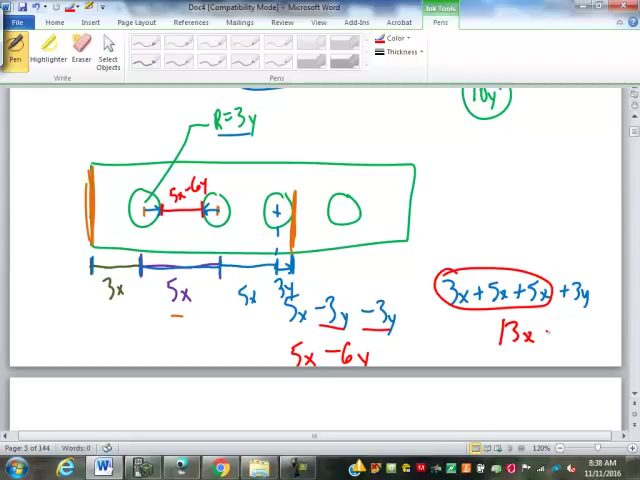 Doc4 [Compatibility Mode] - Microsoft Word
Ink Tools
File Home Insert Page Layout References Mailings Review View Add-Ins Acrobat Pens
Pen Highlighter Eraser Select Objects
Color
Thickness
Write
Pens
10y
R=3y
5x-6y
3x 5x 5x 3y
5x -3y -3y
5x -6y
3x + 5x + 5x + 3y
13x
Page: 3 of 144 Words: 0
120%
8:38 AM
11/11/2016